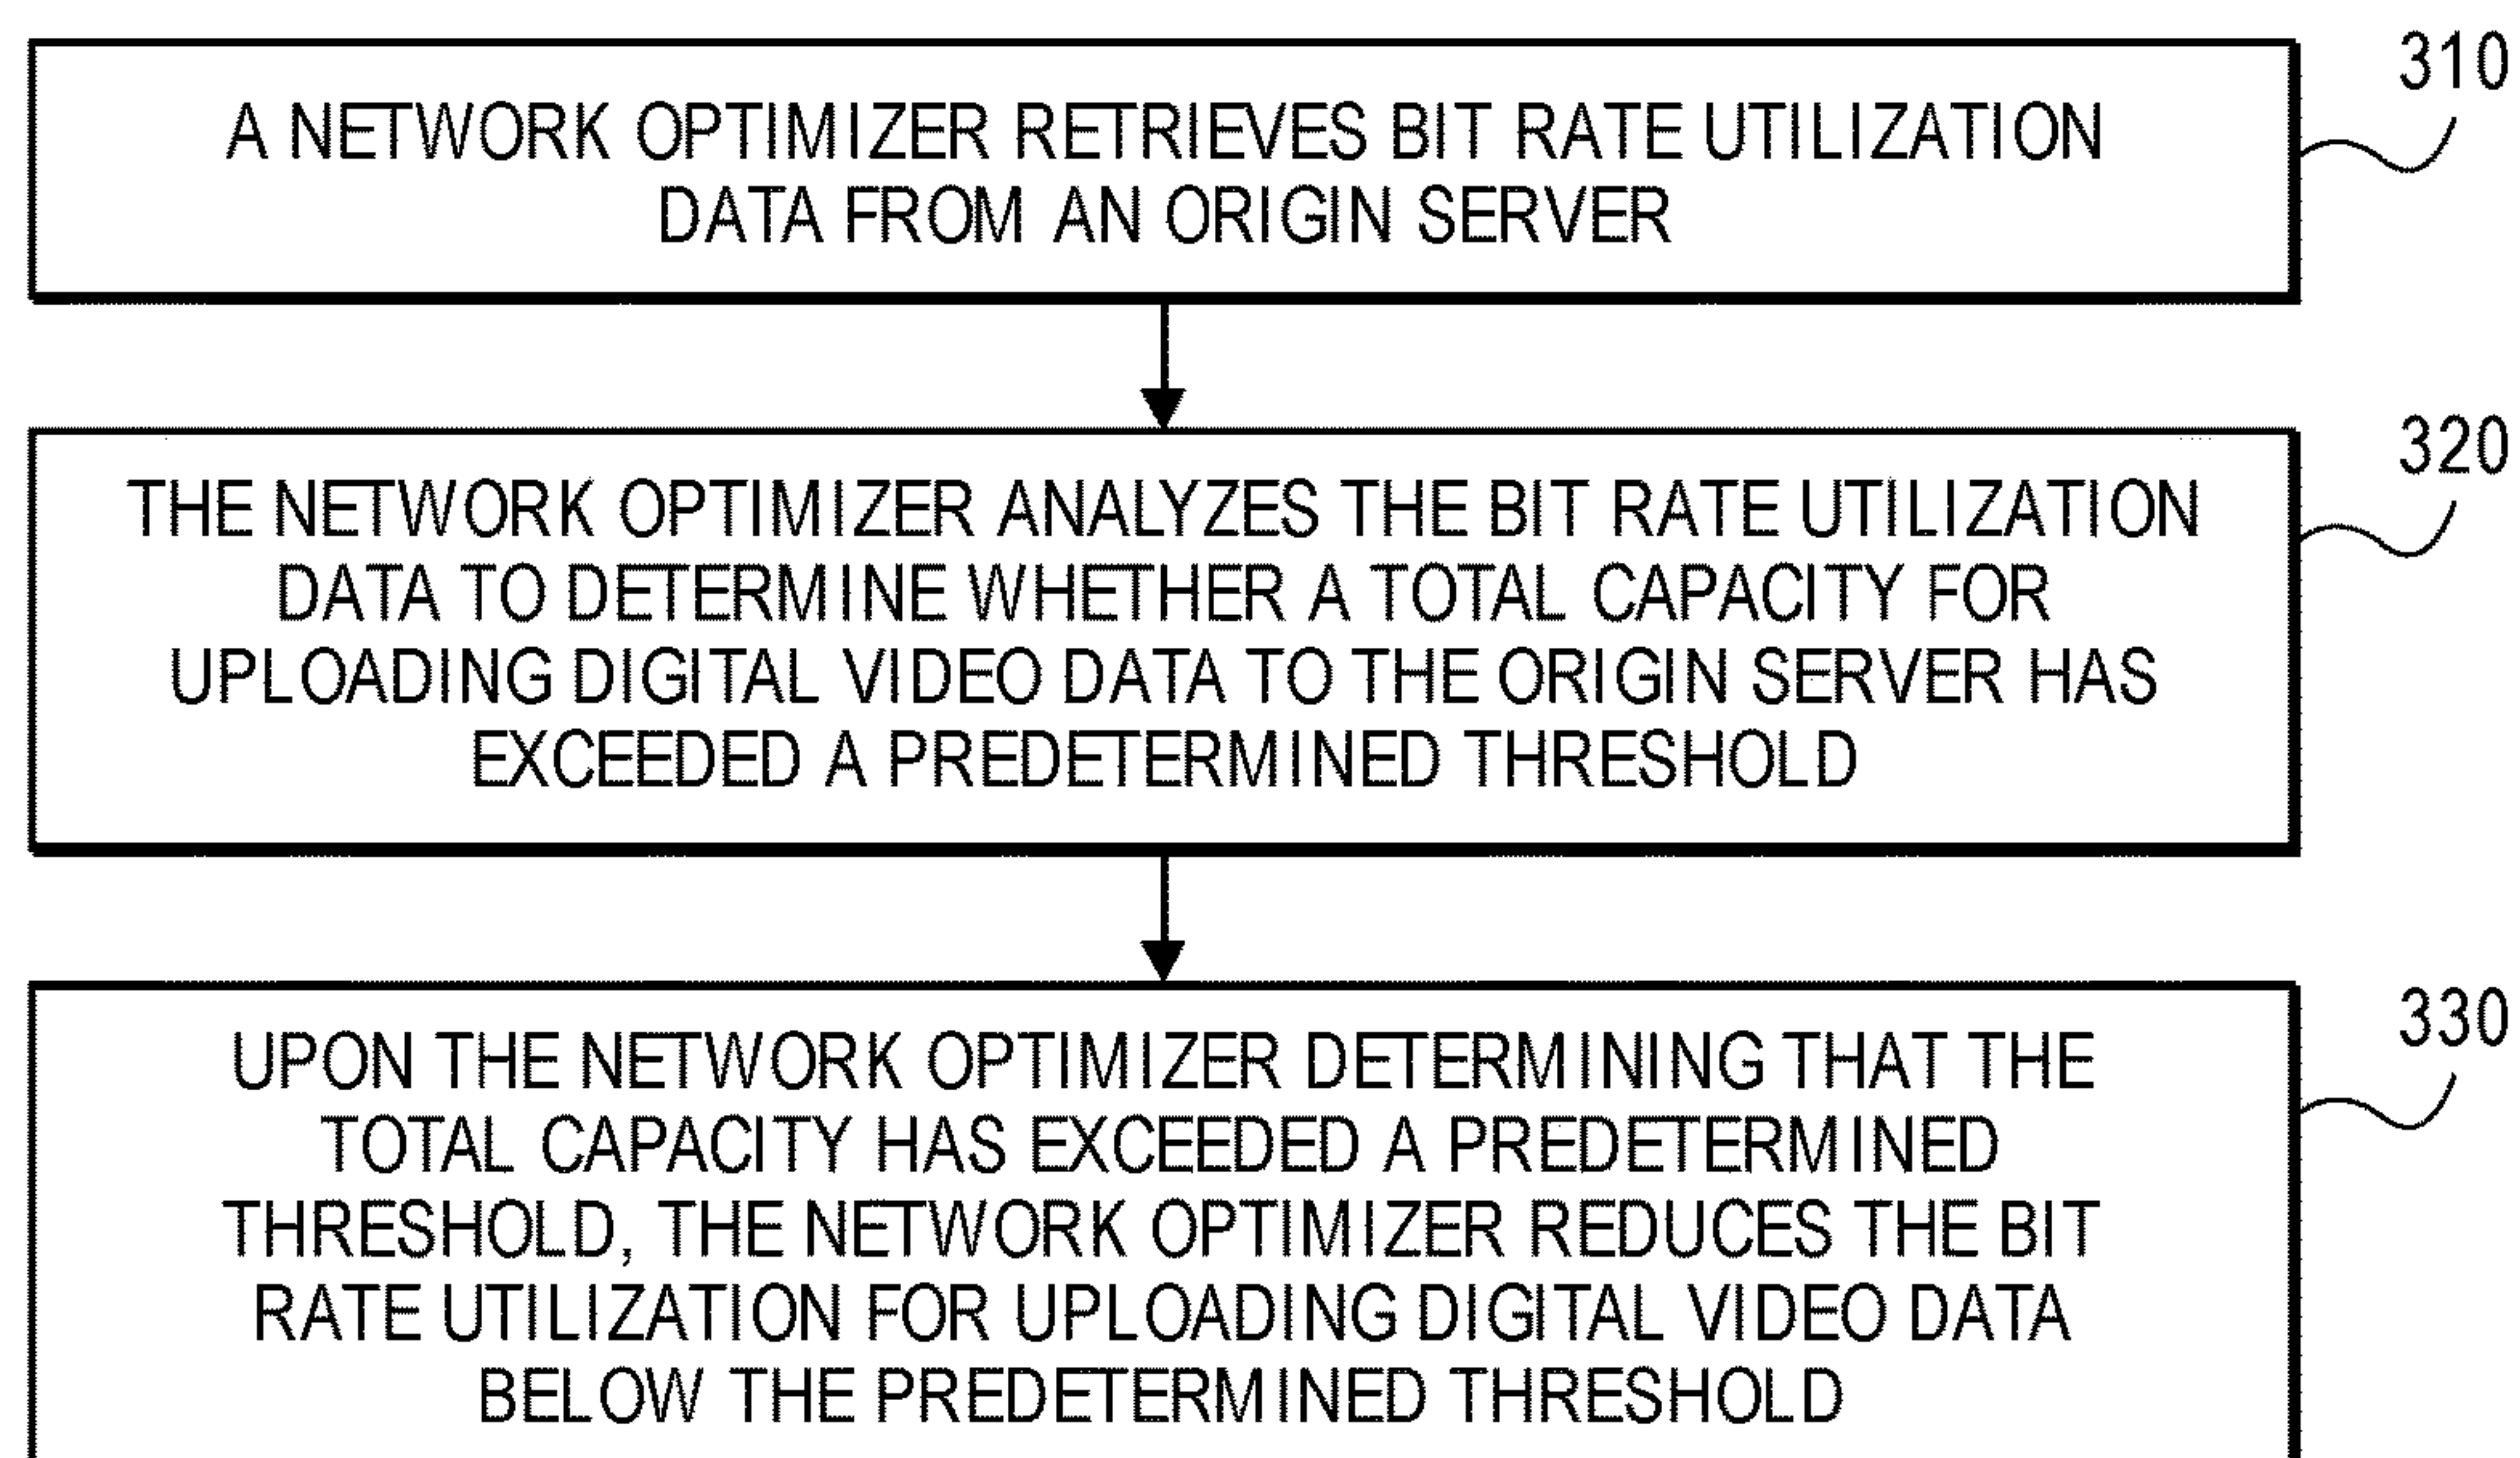 310
A NETWORK OPTIMIZER RETRIEVES BIT RATE UTILIZATION
DATA FROM AN ORIGIN SERVER
320
THE NETWORK OPTIMIZER ANALYZES THE BIT RATE UTILIZATION
DATA TO DETERMINE WHETHER A TOTAL CAPACITY FOR
UPLOADING DIGITAL VIDEO DATA TO THE ORIGIN SERVER HAS
EXCEEDED A PREDETERMINED THRESHOLD
330
UPON THE NETWORK OPTIMIZER DETERMINING THAT THE
TOTAL CAPACITY HAS EXCEEDED A PREDETERMINED
THRESHOLD, THE NETWORK OPTIMIZER REDUCES THE BIT
RATE UTILIZATION FOR UPLOADING DIGITAL VIDEO DATA
BELOW THE PREDETERMINED THRESHOLD